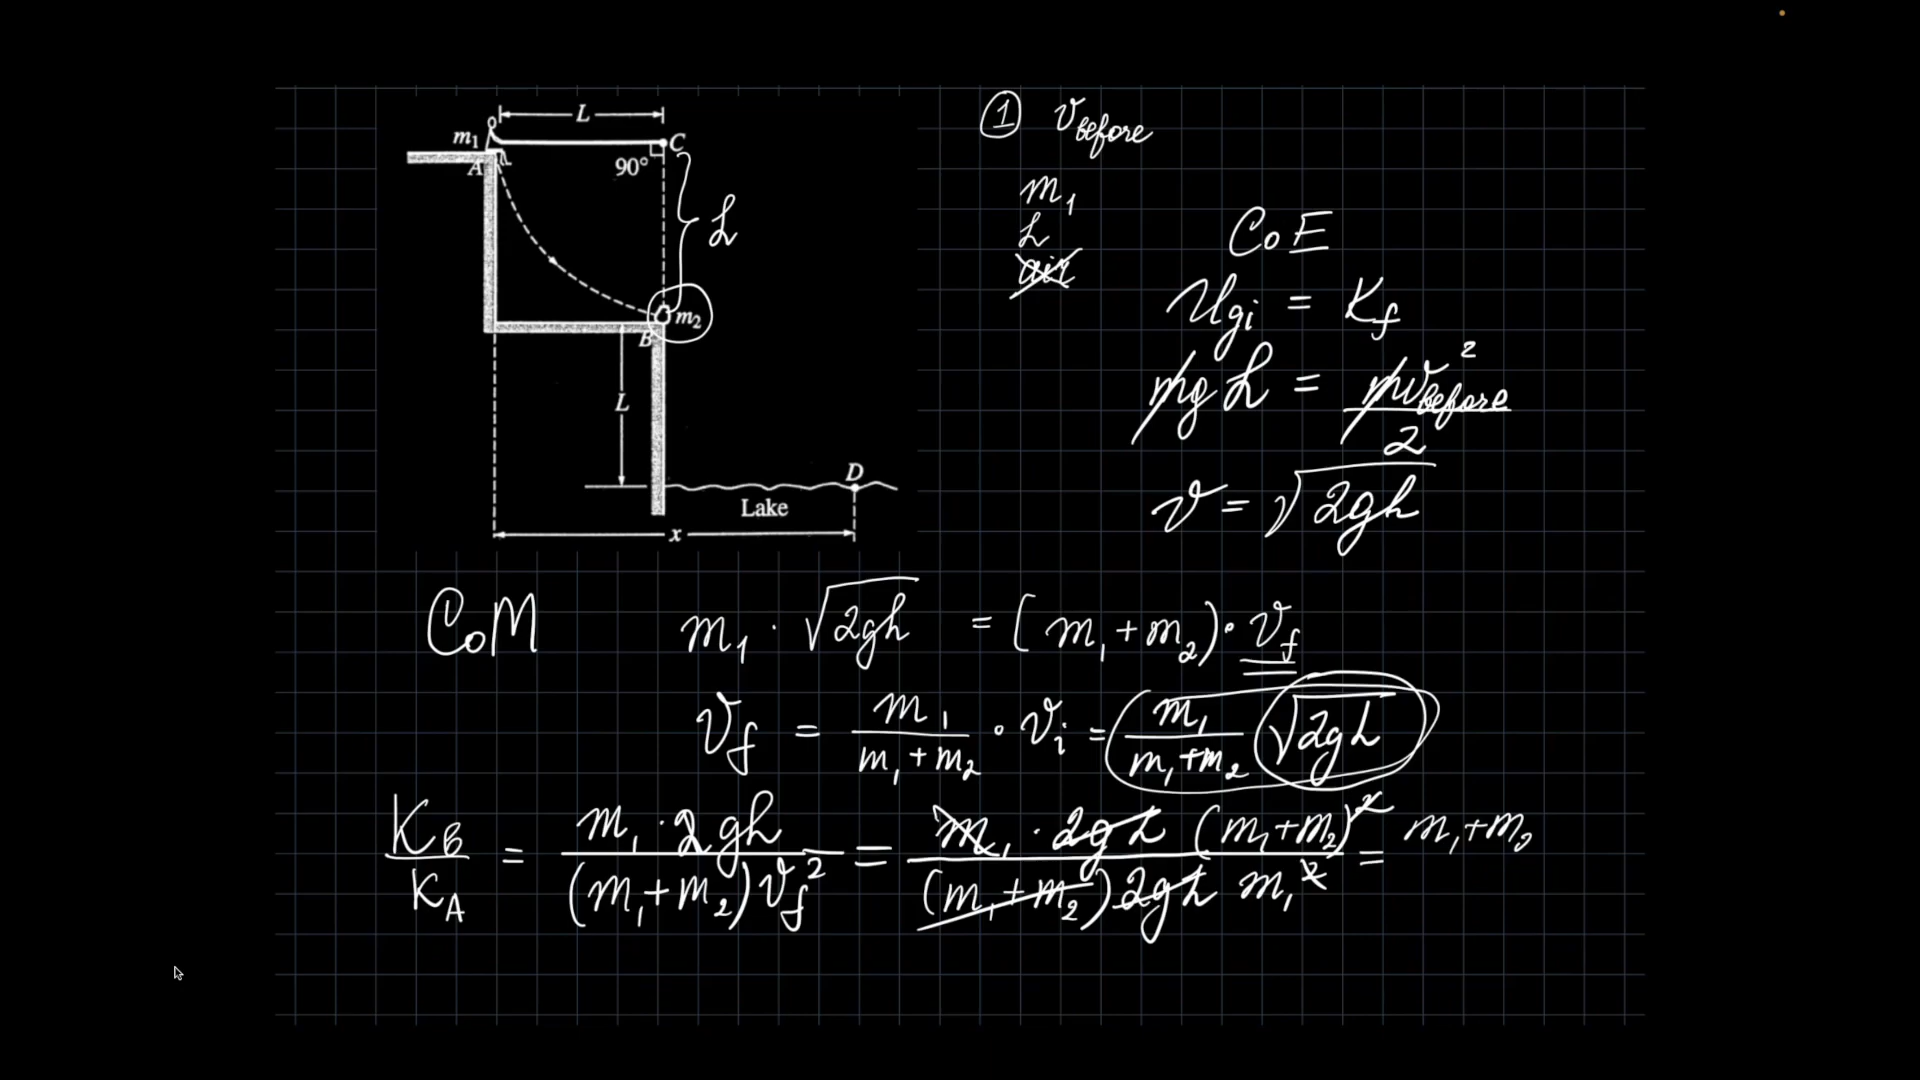 L
m₁ C
A 90° L
m₂
B
L
D
Lake
x
① v_before
m₁
L
air
CoE
U_gi = K_f
mgL = mv_before² / 2
v = √2gh
CoM m₁ · √2gh = (m₁+m₂) · v_f
v_f = m₁ / m₁+m₂ · v_i = m₁ / m₁+m₂ √2gL
K_B / K_A = m₁ · 2gh / (m₁+m₂) v_f² = m₁ · 2gL (m₁+m₂)² / (m₁+m₂) 2gL m₁² = m₁+m₂